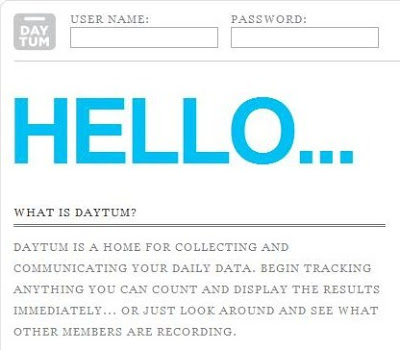 DAY
TUM
USER NAME:
PASSWORD:
HELLO...
WHAT IS DAYTUM?
DAYTUM IS A HOME FOR COLLECTING AND
COMMUNICATING YOUR DAILY DATA. BEGIN TRACKING
ANYTHING YOU CAN COUNT AND DISPLAY THE RESULTS
IMMEDIATELY... OR JUST LOOK AROUND AND SEE WHAT
OTHER MEMBERS ARE RECORDING.